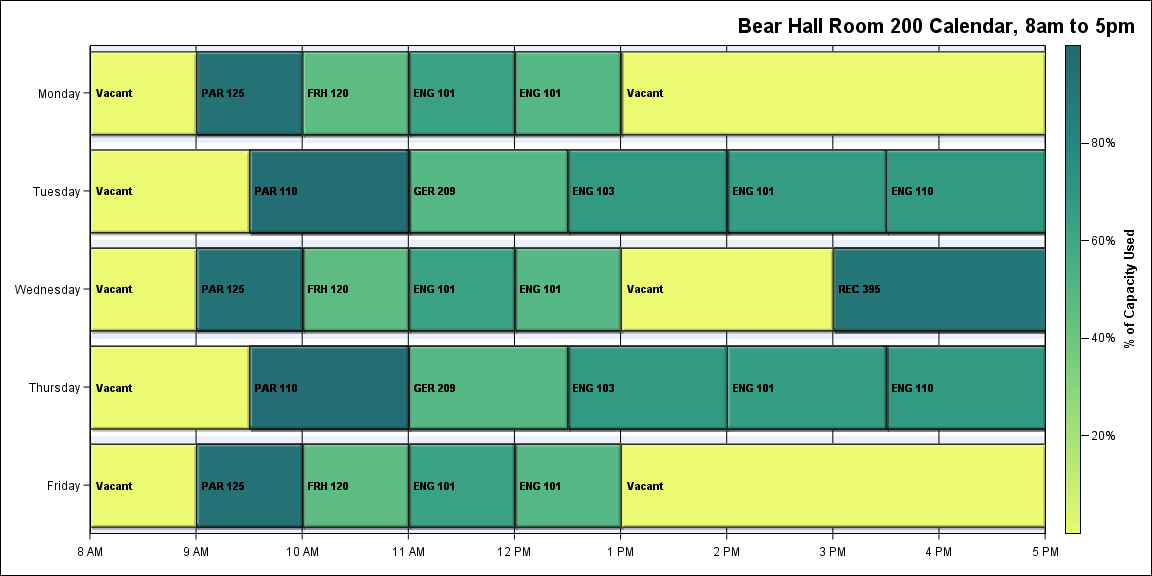 Bear Hall Room 200 Calendar, 8am to 5pm
Monday
Vacant
PAR 125
FRH 120
ENG 101
ENG 101
Vacant
Tuesday
Vacant
PAR 110
GER 209
ENG 103
ENG 101
ENG 110
Wednesday
Vacant
PAR 125
FRH 120
ENG 101
ENG 101
Vacant
REC 395
Thursday
Vacant
PAR 110
GER 209
ENG 103
ENG 101
ENG 110
Friday
Vacant
PAR 125
FRH 120
ENG 101
ENG 101
Vacant
8 AM
9 AM
10 AM
11 AM
12 PM
1 PM
2 PM
3 PM
4 PM
5 PM
80%
60%
40%
20%
% of Capacity Used